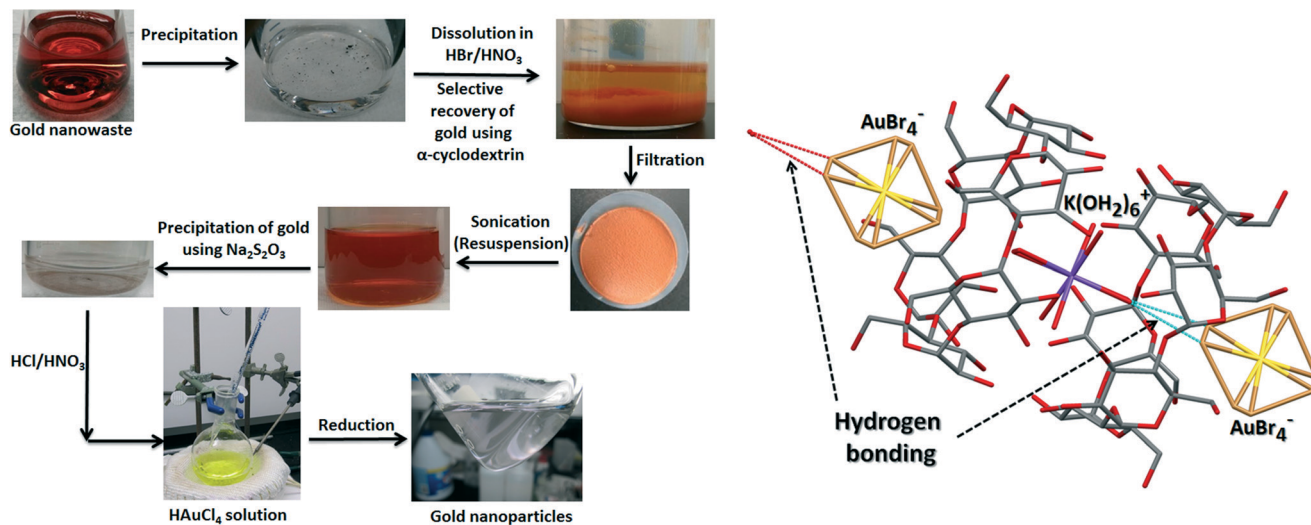 Precipitation
Gold nanowaste
Dissolution in
HBr/HNO₃
Selective
recovery of
gold using
α-cyclodextrin
Filtration
Sonication
(Resuspension)
Precipitation of gold
using Na₂S₂O₃
HCl/HNO₃
HAuCl₄ solution
Reduction
Gold nanoparticles
AuBr₄⁻
K(OH₂)₆⁺
Hydrogen
bonding
AuBr₄⁻